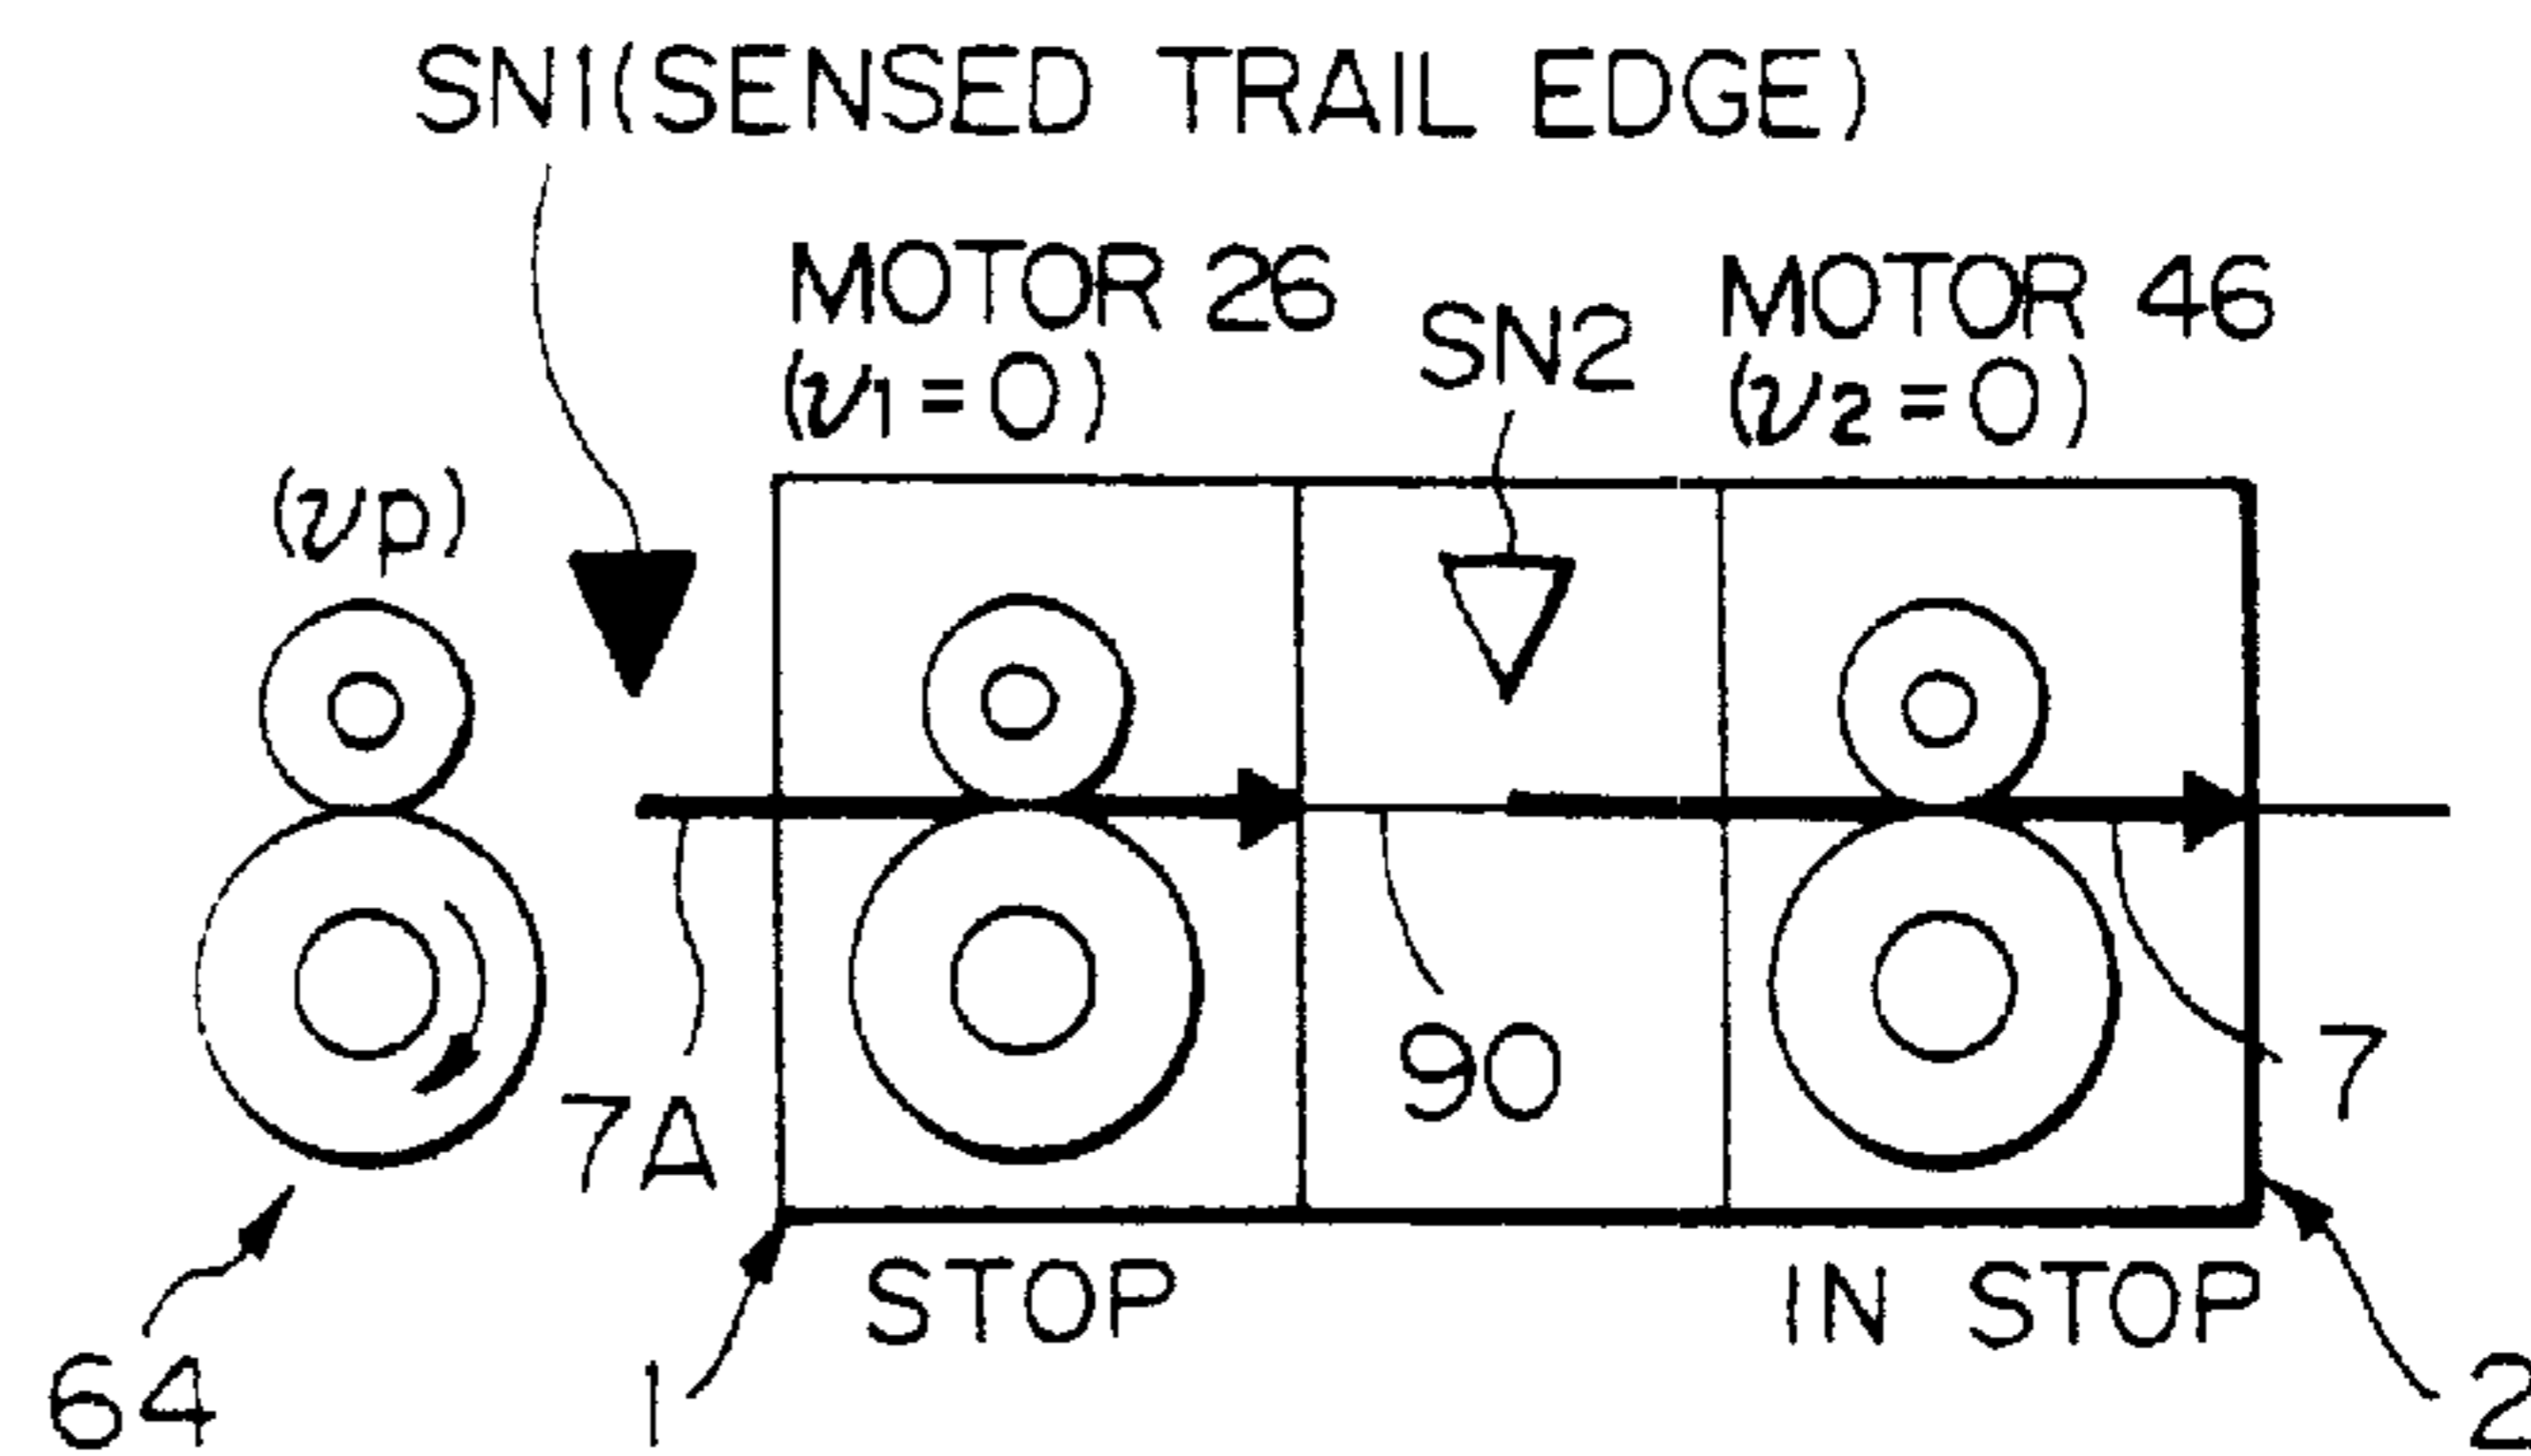 SN1(SENSED TRAIL EDGE)
MOTOR 26
(v1=0)
SN2
MOTOR 46
(v2=0)
(vp)
7A
90
7
STOP
IN STOP
64
1
2